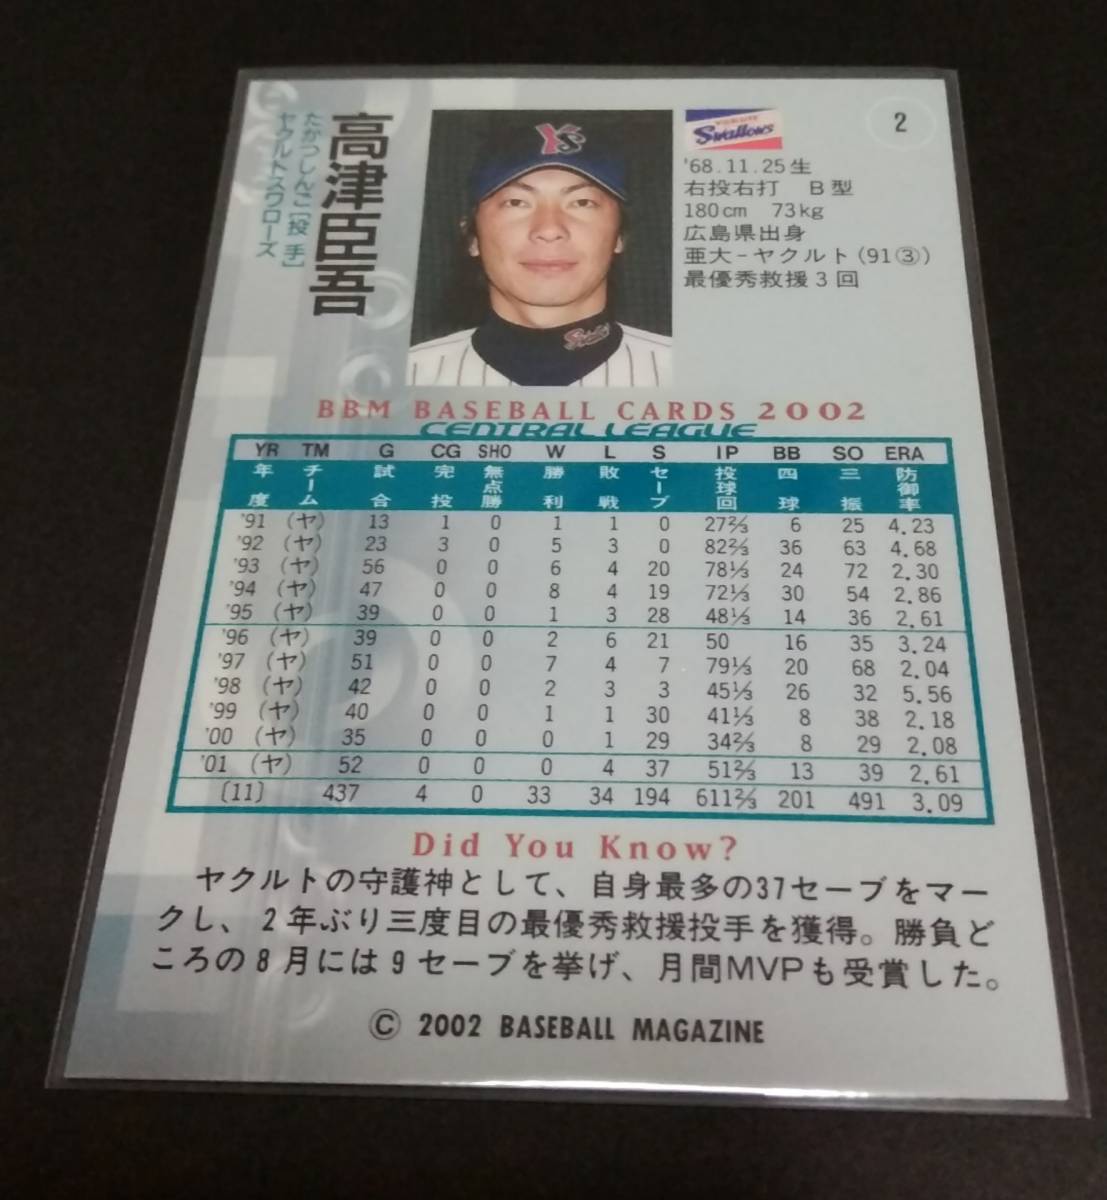 2
高津臣吾
たかつしんご［投手］
ヤクルトスワローズ
YS
YAKULT
Swallows
'68.11.25生
右投右打　B型
180cm　73kg
広島県出身
亜大－ヤクルト（91③）
最優秀救援3回
BBM BASEBALL CARDS 2002
CENTRAL LEAGUE
YR TM G CG SHO W L S IP BB SO ERA
年度 チーム 試合 完投 無点勝 勝利 敗戦 セーブ 投球回 四球 三振 防御率
'91 (ヤ) 13 1 0 1 1 0 27⅔ 6 25 4.23
'92 (ヤ) 23 3 0 5 3 0 82⅔ 36 63 4.68
'93 (ヤ) 56 0 0 6 4 20 78⅓ 24 72 2.30
'94 (ヤ) 47 0 0 8 4 19 72⅓ 30 54 2.86
'95 (ヤ) 39 0 0 1 3 28 48⅓ 14 36 2.61
'96 (ヤ) 39 0 0 2 6 21 50 16 35 3.24
'97 (ヤ) 51 0 0 7 4 7 79⅓ 20 68 2.04
'98 (ヤ) 42 0 0 2 3 3 45⅓ 26 32 5.56
'99 (ヤ) 40 0 0 1 1 30 41⅓ 8 38 2.18
'00 (ヤ) 35 0 0 0 1 29 34⅔ 8 29 2.08
'01 (ヤ) 52 0 0 0 4 37 51⅔ 13 39 2.61
〔11〕 437 4 0 33 34 194 611⅔ 201 491 3.09
Did You Know?
ヤクルトの守護神として、自身最多の37セーブをマー
クし、2年ぶり三度目の最優秀救援投手を獲得。勝負ど
ころの8月には9セーブを挙げ、月間MVPも受賞した。
© 2002 BASEBALL MAGAZINE